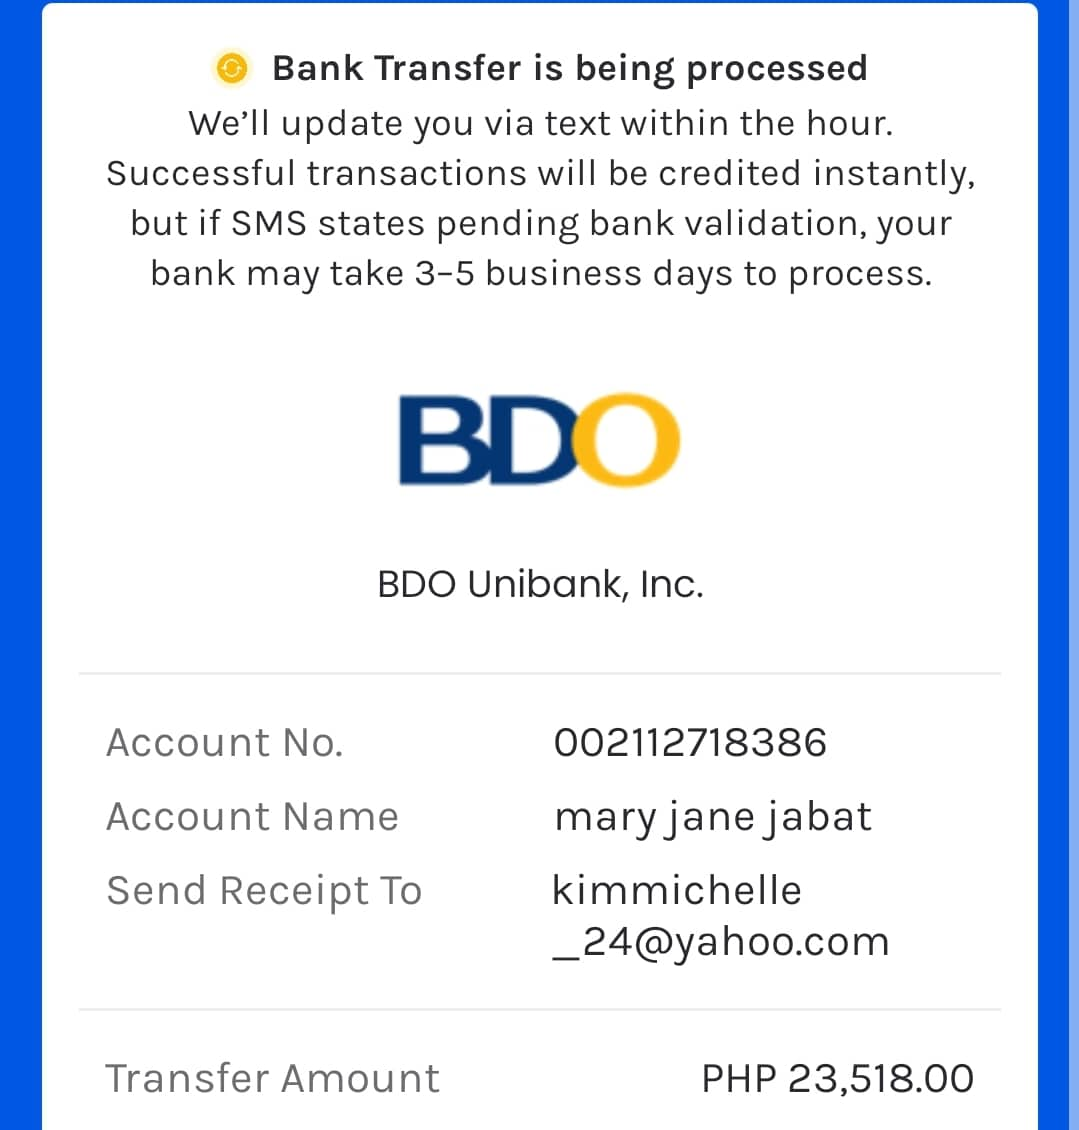 Bank Transfer is being processed
We’ll update you via text within the hour.
Successful transactions will be credited instantly,
but if SMS states pending bank validation, your
bank may take 3-5 business days to process.
BDO
BDO Unibank, Inc.
Account No. 002112718386
Account Name mary jane jabat
Send Receipt To kimmichelle
_24@yahoo.com
Transfer Amount PHP 23,518.00